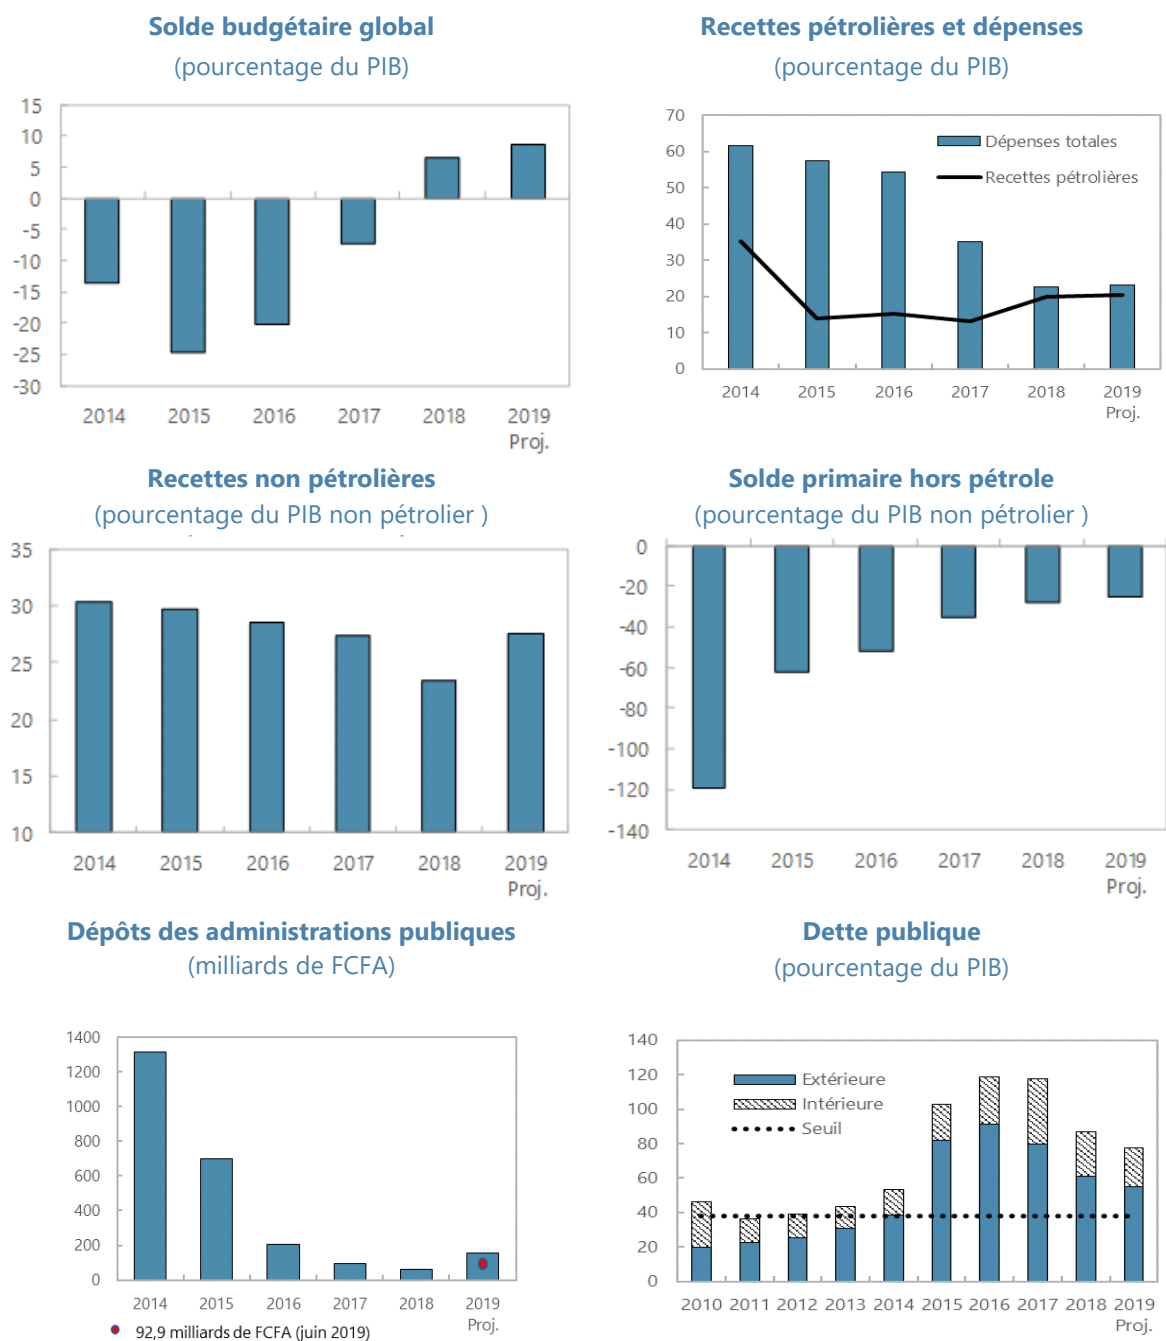 Solde budgétaire global
(pourcentage du PIB)
15
10
5
0
-5
-10
-15
-20
-25
-30
2014 2015 2016 2017 2018 2019
Proj.
Recettes pétrolières et dépenses
(pourcentage du PIB)
70
60
50
40
30
20
10
0
Dépenses totales
Recettes pétrolières
2014 2015 2016 2017 2018 2019
Proj.
Recettes non pétrolières
(pourcentage du PIB non pétrolier )
35
30
25
20
15
10
2014 2015 2016 2017 2018 2019
Proj.
Solde primaire hors pétrole
(pourcentage du PIB non pétrolier )
0
-20
-40
-60
-80
-100
-120
-140
2014 2015 2016 2017 2018 2019
Proj.
Dépôts des administrations publiques
(milliards de FCFA)
1400
1200
1000
800
600
400
200
0
2014 2015 2016 2017 2018 2019
Proj.
92,9 milliards de FCFA (juin 2019)
Dette publique
(pourcentage du PIB)
140
120
100
80
60
40
20
0
Extérieure
Intérieure
Seuil
2010 2011 2012 2013 2014 2015 2016 2017 2018 2019
Proj.